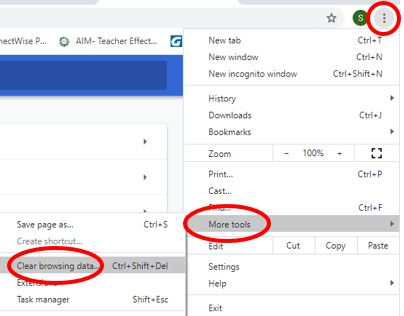 nectWise P...
AIM- Teacher Effect...
G
S
New tab Ctrl+T
New window Ctrl+N
New incognito window Ctrl+Shift+N
History
Downloads Ctrl+J
Bookmarks
Zoom - 100% +
Print... Ctrl+P
Cast...
Find... Ctrl+F
More tools
Edit Cut Copy Paste
Settings
Help
Exit
Save page as... Ctrl+S
Create shortcut...
Clear browsing data... Ctrl+Shift+Del
Extensions
Task manager Shift+Esc